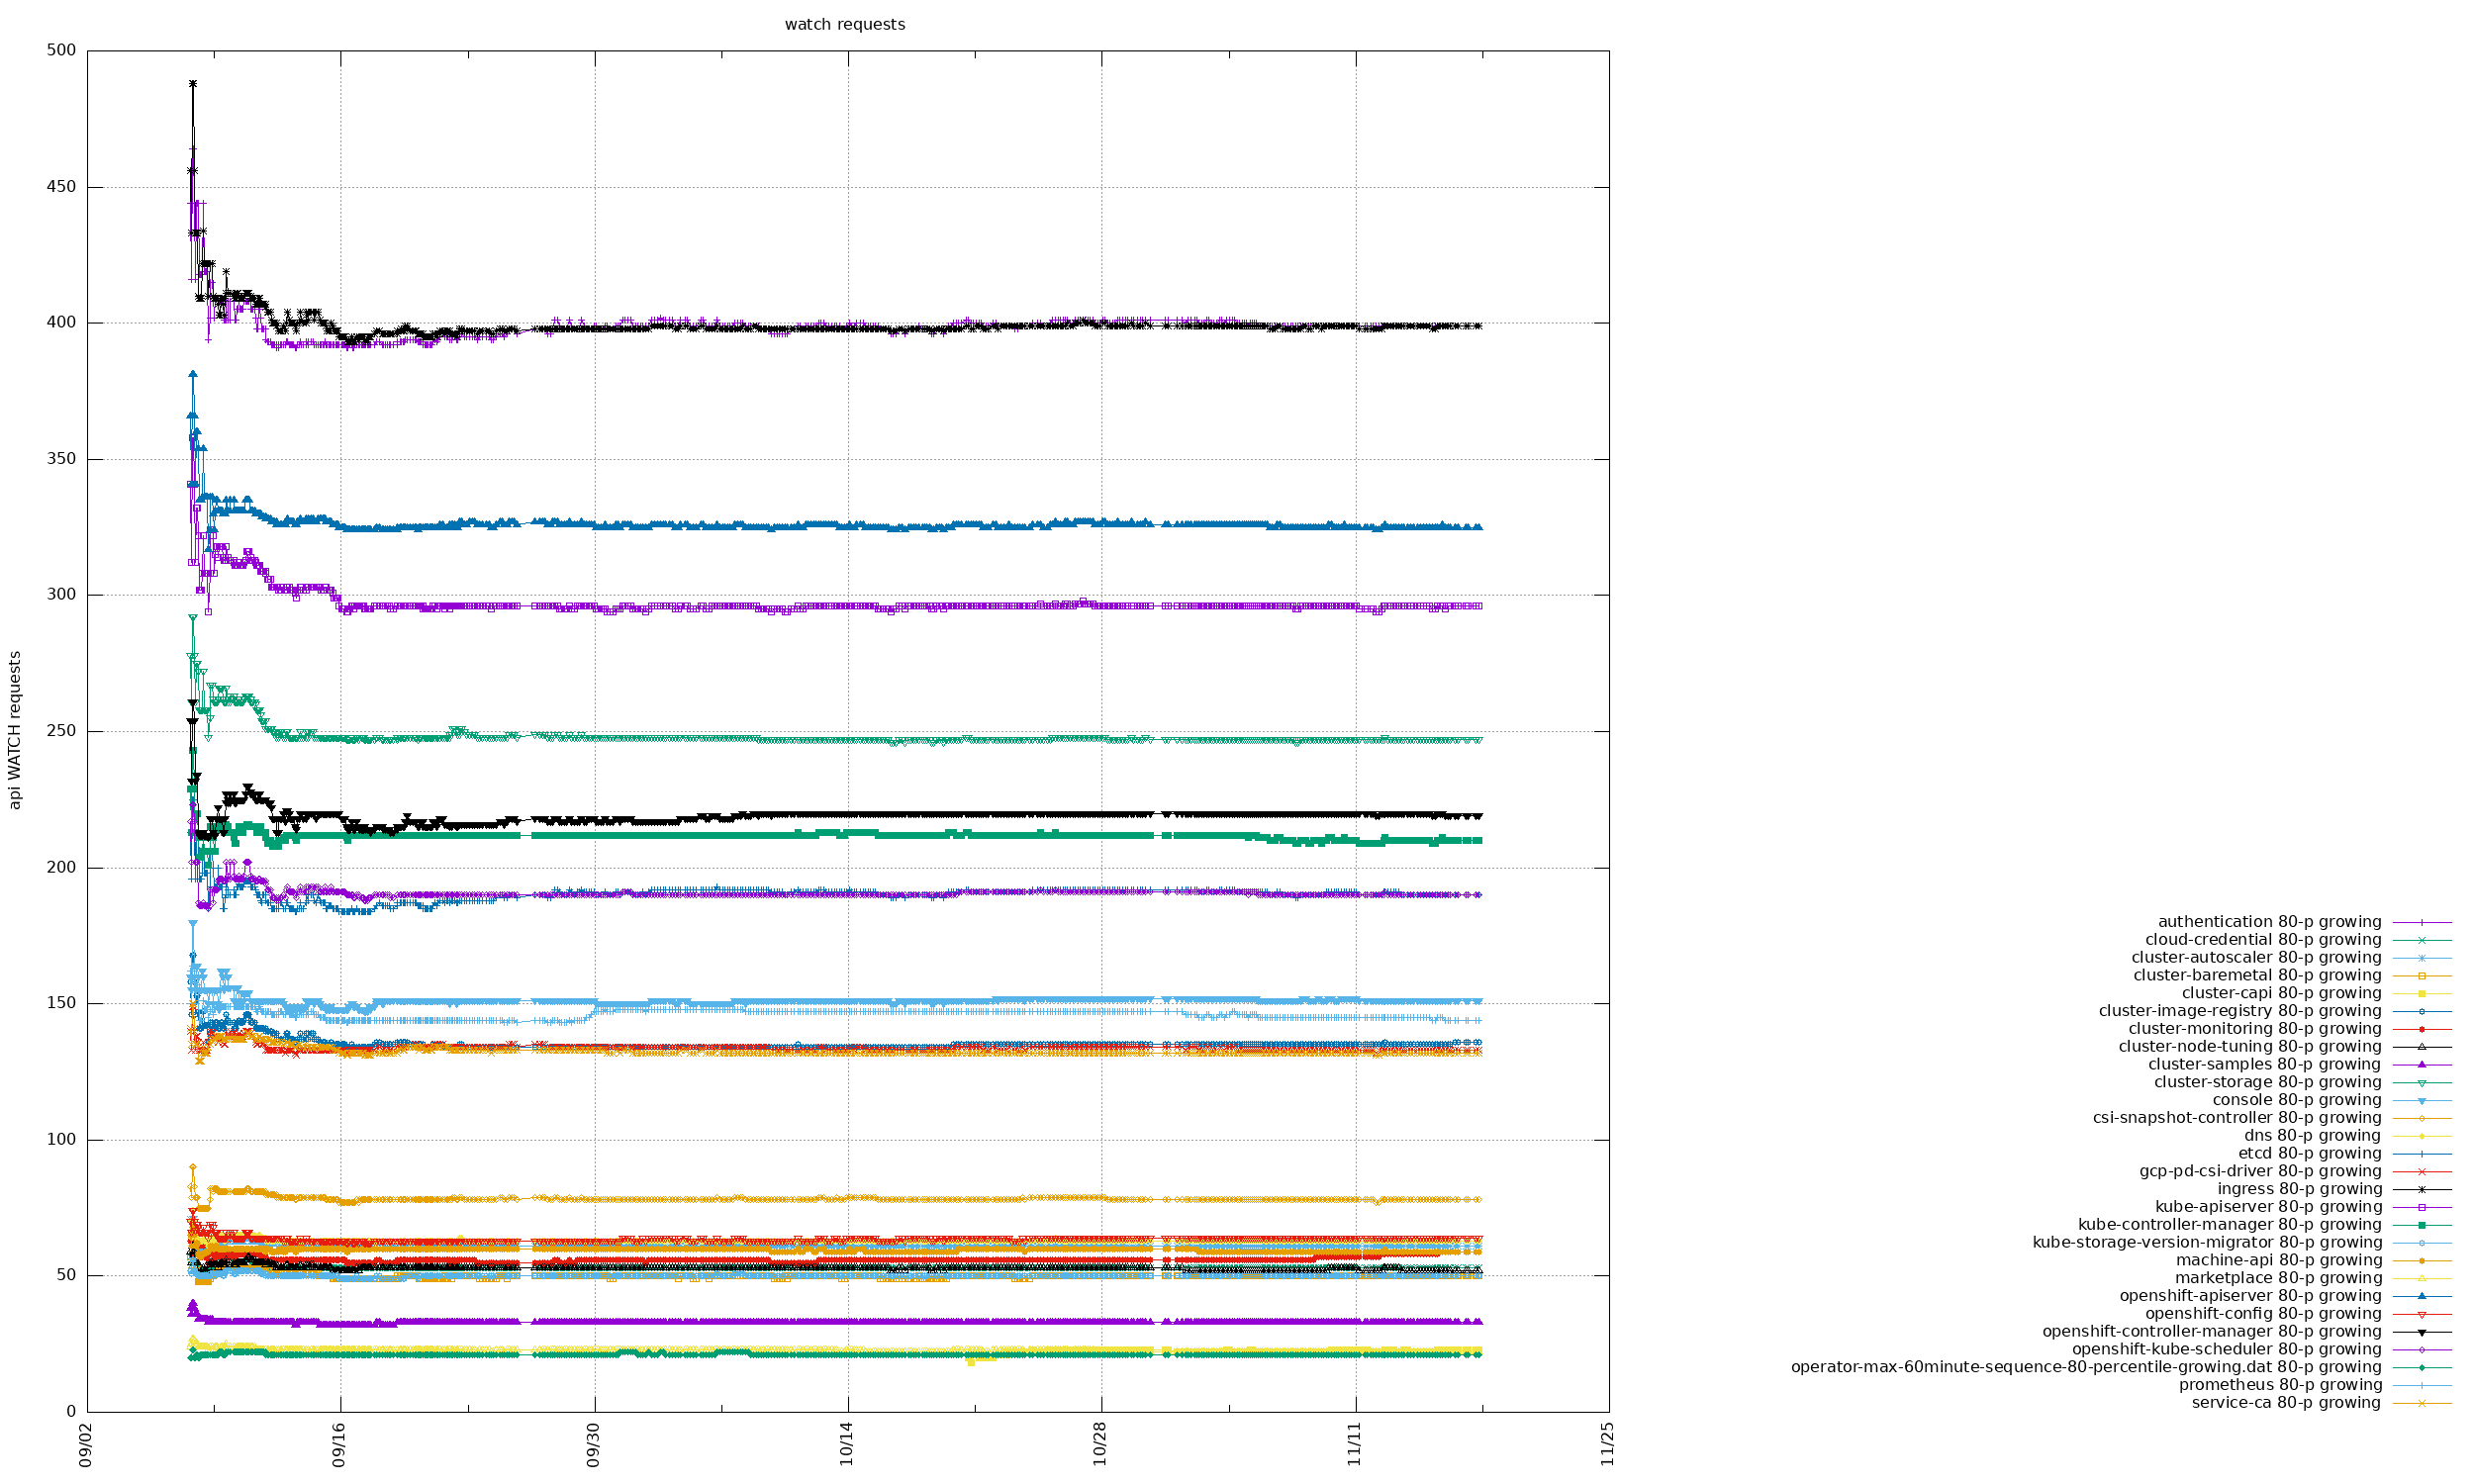 watch requests
500
450
400
350
300
250
200
150
100
50
0
api WATCH requests
09/02
09/16
09/30
10/14
10/28
11/11
11/25
authentication 80-p growing
cloud-credential 80-p growing
cluster-autoscaler 80-p growing
cluster-baremetal 80-p growing
cluster-capi 80-p growing
cluster-image-registry 80-p growing
cluster-monitoring 80-p growing
cluster-node-tuning 80-p growing
cluster-samples 80-p growing
cluster-storage 80-p growing
console 80-p growing
csi-snapshot-controller 80-p growing
dns 80-p growing
etcd 80-p growing
gcp-pd-csi-driver 80-p growing
ingress 80-p growing
kube-apiserver 80-p growing
kube-controller-manager 80-p growing
kube-storage-version-migrator 80-p growing
machine-api 80-p growing
marketplace 80-p growing
openshift-apiserver 80-p growing
openshift-config 80-p growing
openshift-controller-manager 80-p growing
openshift-kube-scheduler 80-p growing
operator-max-60minute-sequence-80-percentile-growing.dat 80-p growing
prometheus 80-p growing
service-ca 80-p growing